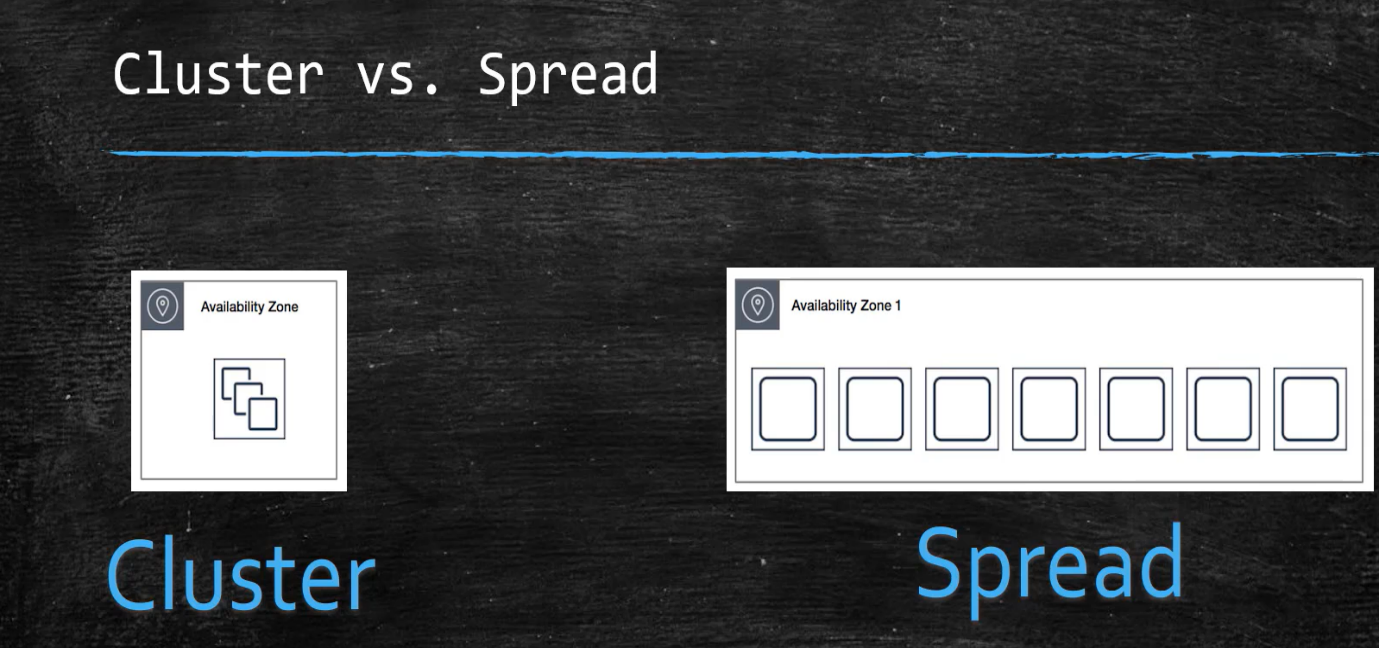 Cluster vs. Spread
Availability Zone
Availability Zone 1
Cluster
Spread